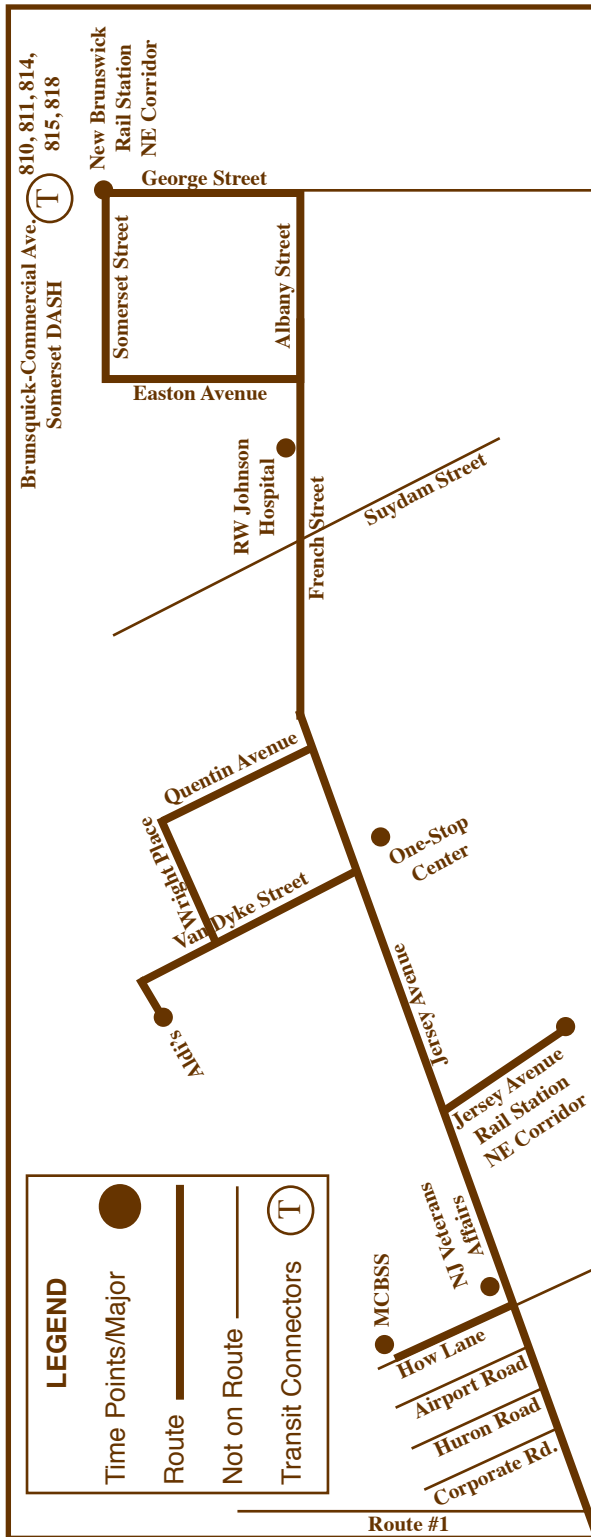 Brunsquick-Commercial Ave.
Somerset DASH
T
810, 811, 814,
815, 818
New Brunswick
Rail Station
NE Corridor
George Street
Somerset Street
Albany Street
Easton Avenue
RW Johnson
Hospital
French Street
Suydam Street
Quentin Avenue
Wright Place
Van Dyke Street
Aldi's
One-Stop
Center
Jersey Avenue
Jersey Avenue
Rail Station
NE Corridor
NJ Veterans
Affairs
MCBSS
How Lane
Airport Road
Huron Road
Corporate Rd.
Route #1
LEGEND
Time Points/Major
Route
Not on Route
Transit Connectors
T